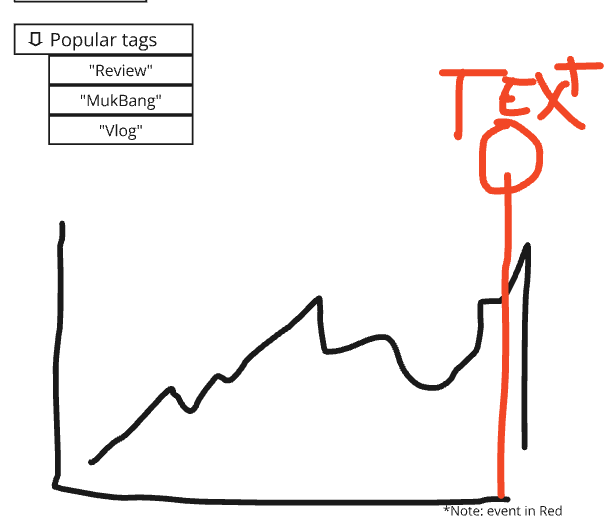 Popular tags
"Review"
"MukBang"
"Vlog"
TEXT
*Note: event in Red